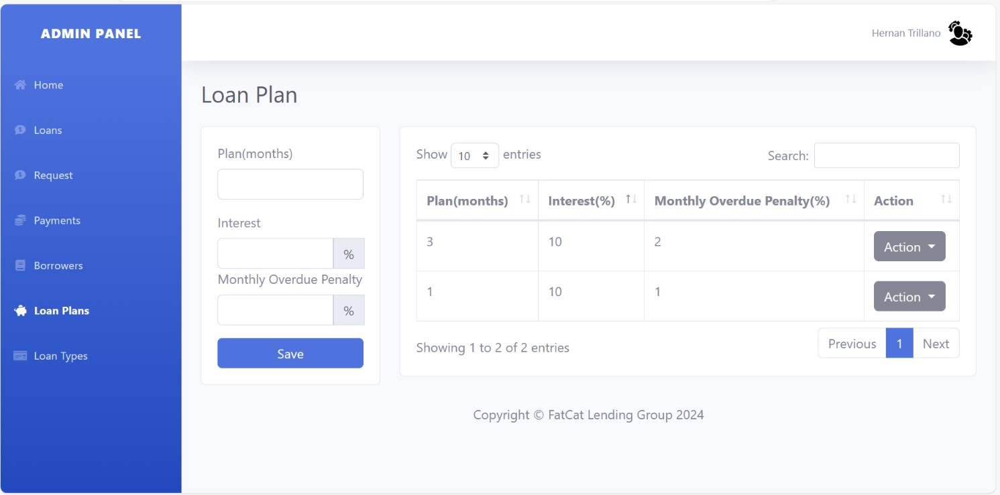 ADMIN PANEL
Hernan Trillano
Home
Loans
Request
Payments
Borrowers
Loan Plans
Loan Types
Loan Plan
Plan(months)
Interest
%
Monthly Overdue Penalty
%
Save
Show 10 entries
Search:
Plan(months) Interest(%) Monthly Overdue Penalty(%) Action
3 10 2 Action
1 10 1 Action
Showing 1 to 2 of 2 entries
Previous 1 Next
Copyright © FatCat Lending Group 2024